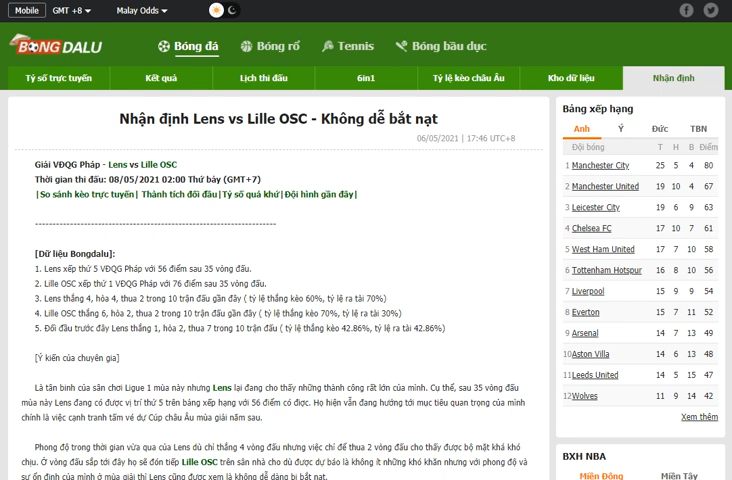 Mobile GMT +8 Malay Odds
BONGDALU
Bóng đá Bóng rổ Tennis Bóng bầu dục
Tỷ số trực tuyến Kết quả Lịch thi đấu 6in1 Tỷ lệ kèo châu Âu Kho dữ liệu Nhận định
Nhận định Lens vs Lille OSC - Không dễ bắt nạt
06/05/2021 | 17:46 UTC+8
Giải VĐQG Pháp - Lens vs Lille OSC
Thời gian thi đấu: 08/05/2021 02:00 Thứ bảy (GMT+7)
|So sánh kèo trực tuyến| Thành tích đối đầu|Tỷ số quá khứ|Đội hình gần đây|
---------------------------------------------------------------------
[Dữ liệu Bongdalu]:
1. Lens xếp thứ 5 VĐQG Pháp với 56 điểm sau 35 vòng đấu.
2. Lille OSC xếp thứ 1 VĐQG Pháp với 76 điểm sau 35 vòng đấu.
3. Lens thắng 4, hòa 4, thua 2 trong 10 trận đấu gần đây ( tỷ lệ thắng kèo 60%, tỷ lệ ra tài 70%)
4. Lille OSC thắng 6, hòa 2, thua 2 trong 10 trận đấu gần đây ( tỷ lệ thắng kèo 70%, tỷ lệ ra tài 30%)
5. Đối đầu trước đây Lens thắng 1, hòa 2, thua 7 trong 10 trận đấu ( tỷ lệ thắng kèo 42.86%, tỷ lệ ra tài 42.86%)
[Ý kiến của chuyên gia]
Là tân binh của sân chơi Ligue 1 mùa này nhưng Lens lại đang cho thấy những thành công rất lớn của mình. Cụ thể, sau 35 vòng đấu
mùa này Lens đang có được vị trí thứ 5 trên bảng xếp hạng với 56 điểm có được. Họ hiện vẫn đang hướng tới mục tiêu quan trọng của mình
chính là việc cạnh tranh tấm vé dự Cúp châu Âu mùa giải năm sau.
Phong độ trong thời gian vừa qua của Lens dù chỉ thắng 4 vòng đấu nhưng việc chỉ để thua 2 vòng đấu cho thấy được bộ mặt khá khó
chịu. Ở vòng đấu sắp tới đây họ sẽ đón tiếp Lille OSC trên sân nhà cho dù được dự báo là không ít những khó khăn nhưng với phong độ và
sự ổn định của mình ở mùa giải thì Lens cũng được xem là không dễ dàng bị bắt nạt.
Bảng xếp hạng
Anh Ý Đức TBN
Đội bóng T H B Điểm
1 Manchester City 25 5 4 80
2 Manchester United 19 10 4 67
3 Leicester City 19 6 9 63
4 Chelsea FC 17 10 7 61
5 West Ham United 17 7 10 58
6 Tottenham Hotspur 16 8 10 56
7 Liverpool 15 9 9 54
8 Everton 15 7 11 52
9 Arsenal 14 7 13 49
10 Aston Villa 14 6 13 48
11 Leeds United 14 5 15 47
12 Wolves 11 9 14 42
Xem thêm
BXH NBA
Miền Đông Miền Tây